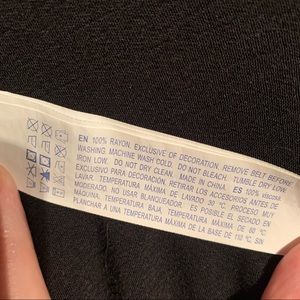 EN 100% RAYON, EXCLUSIVE OF DECORATION, REMOVE BELT BEFORE
WASHING. MACHINE WASH COLD. DO NOT BLEACH. TUMBLE DRY LOW.
IRON LOW. DO NOT DRY CLEAN. MADE IN CHINA. ES 100% VISCOSA,
EXCLUSIVO PARA DECORACIÓN, RETIRAR LOS ACCESORIOS ANTES DE
LAVAR. TEMPERATURA MÁXIMA DE LAVADO 30 °C, PROCESO MUY
MODERADO. NO USAR BLANQUEADOR. ES POSIBLE EL SECADO EN
MÁQUINA, TEMPERATURA BAJA. TEMPERATURA MÁXIMA DE 60 °C.
PLANCHAR A UNA TEMPERATURA MÁXIMA DE LA BASE DE 110 °C, SIN